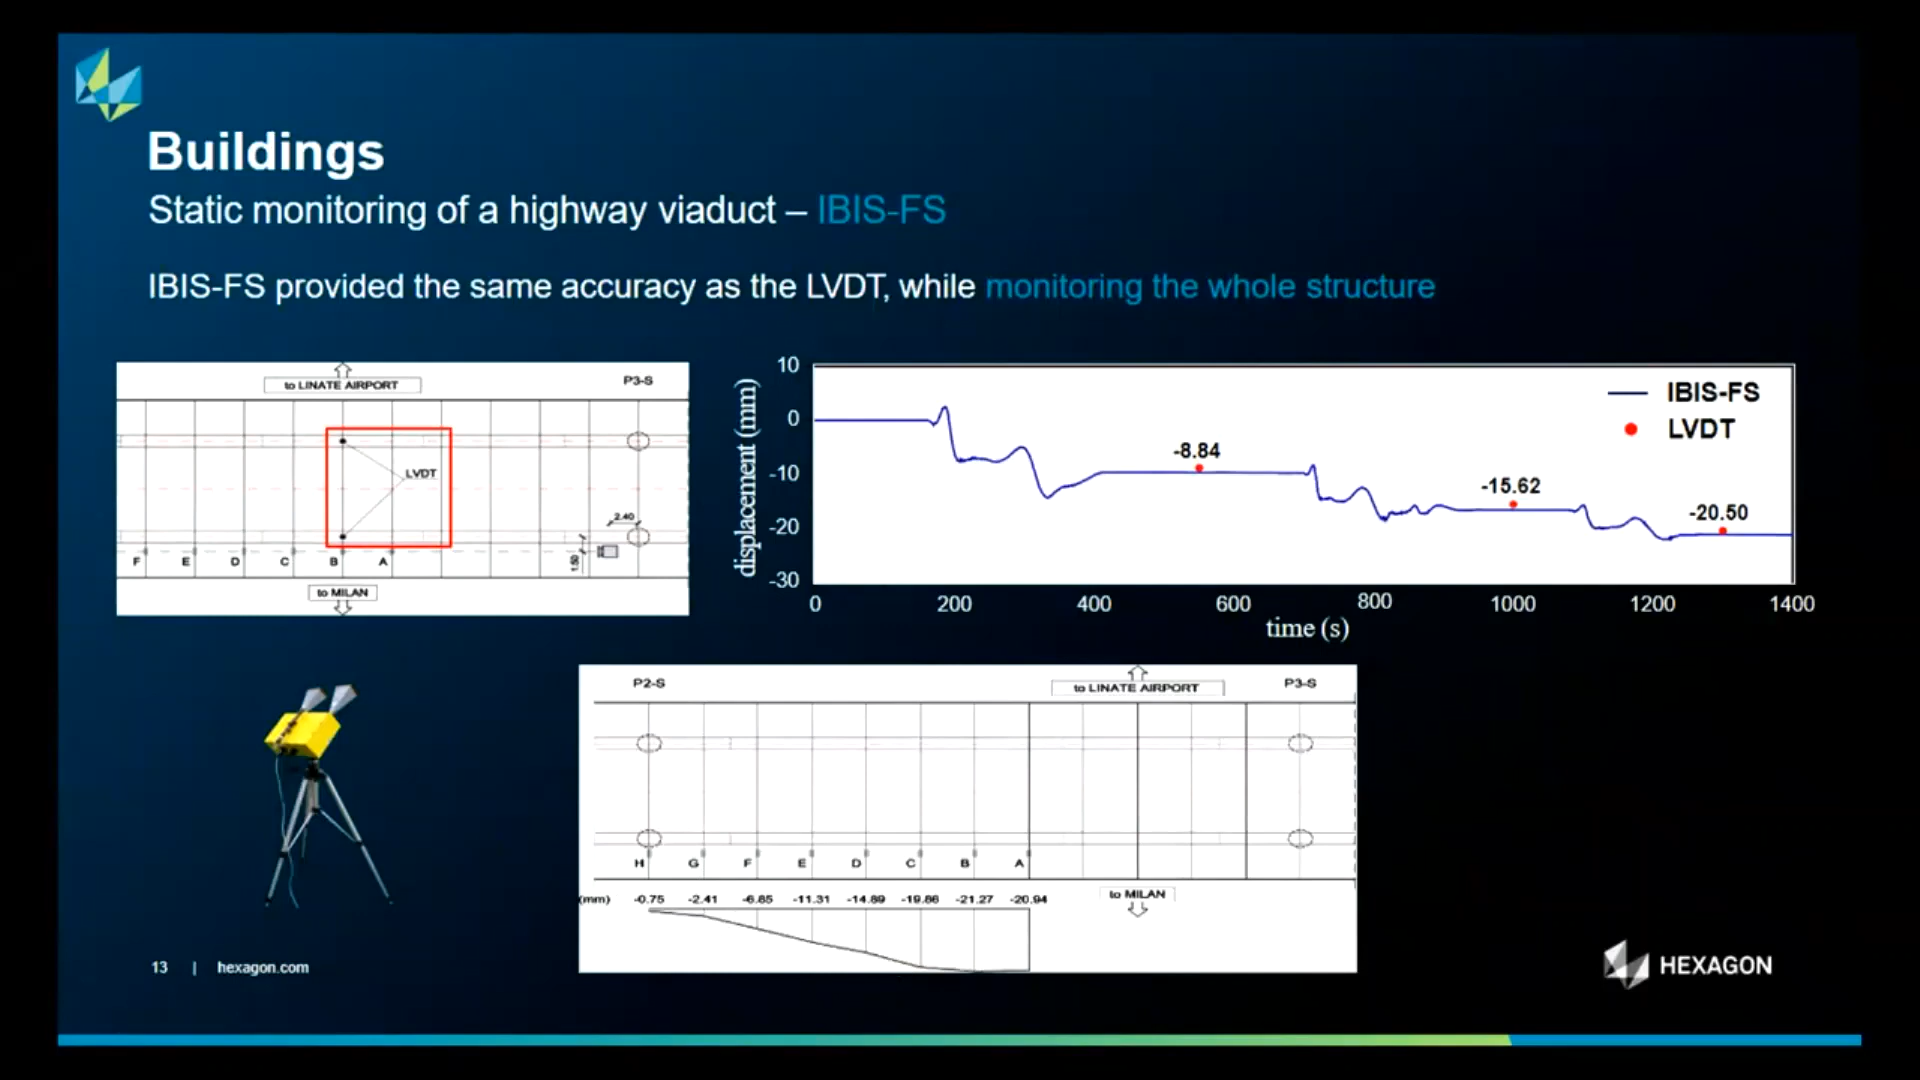 Buildings
Static monitoring of a highway viaduct – IBIS-FS
IBIS-FS provided the same accuracy as the LVDT, while monitoring the whole structure
to LINATE AIRPORT
P3-S
LVDT
2.40
1.50
F E D C B A
to MILAN
displacement (mm)
10
0
-10
-20
-30
IBIS-FS
LVDT
-8.84
-15.62
-20.50
0 200 400 600 800 1000 1200 1400
time (s)
P2-S
to LINATE AIRPORT
P3-S
H G F E D C B A
(mm) -0.75 -2.41 -6.85 -11.31 -14.89 -19.86 -21.27 -20.94
to MILAN
13 | hexagon.com
HEXAGON